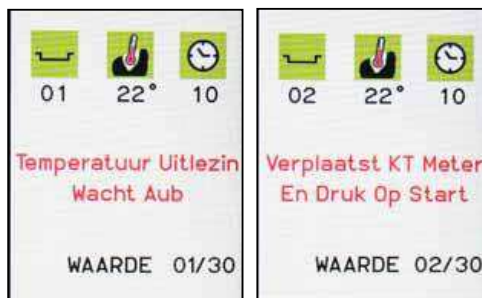 01 22° 10
Temperatuur Uitlezin
Wacht Aub
WAARDE 01/30
02 22° 10
Verplaatst KT Meter
En Druk Op Start
WAARDE 02/30